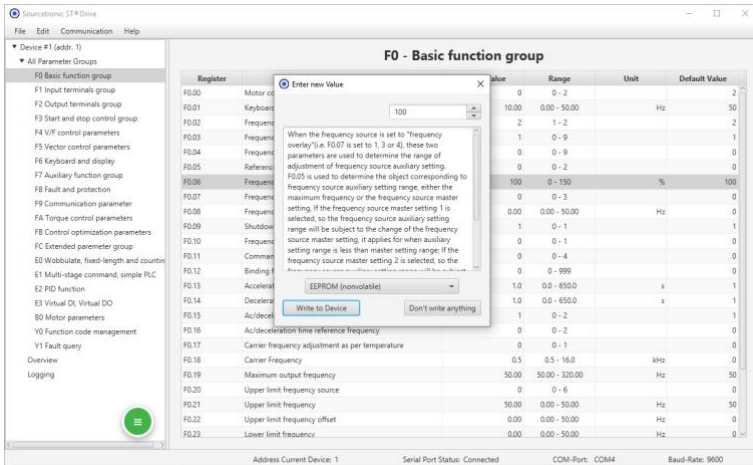 Sourcetronic ST®Drive
File Edit Communication Help
Device #1 (addr. 1)
All Parameter Groups
F0 Basic function group
F1 Input terminals group
F2 Output terminals group
F3 Start and stop control group
F4 V/F control parameters
F5 Vector control parameters
F6 Keyboard and display
F7 Auxiliary function group
F8 Fault and protection
F9 Communication parameter
FA Torque control parameters
FB Control optimization parameter
FC Extended paremeter group
E0 Wobbulate, fixed-length and countin
E1 Multi-stage command, simple PLC
E2 PID function
E3 Virtual DI, Virtual DO
B0 Motor parameters
Y0 Function code management
Y1 Fault query
Overview
Logging
F0 - Basic function group
Register alue Range Unit Default Value
F0.00 Motor co 0 0 - 2 2
F0.01 Keyboard 10.00 0.00 - 50.00 Hz 50
F0.02 Frequenc 2 1 - 2 2
F0.03 Frequenc 1 0 - 9 1
F0.04 Frequenc 0 0 - 9 0
F0.05 Referenc 0 0 - 2 0
F0.06 Frequenc 100 0 - 150 % 100
F0.07 Frequenc 0 0 - 3 0
F0.08 Frequenc 0.00 0.00 - 50.00 Hz 0
F0.09 Shutdow 1 0 - 1 1
F0.10 Frequenc 0 0 - 1 0
F0.11 Comman 0 0 - 4 0
F0.12 Binding f 0 0 - 999 0
F0.13 Accelerat 1.0 0.0 - 650.0 s 1
F0.14 Decelera 1.0 0.0 - 650.0 s 1
F0.15 Ac/decel 1 0 - 2 1
F0.16 Ac/deceleration time reference frequency 0 0 - 2 0
F0.17 Carrier frequency adjustment as per temperature 0 0 - 1 0
F0.18 Carrier Frequency 0.5 0.5 - 16.0 kHz 0
F0.19 Maximum output frequency 50.00 50.00 - 320.00 Hz 50
F0.20 Upper limit frequency source 0 0 - 6 0
F0.21 Upper limit frequency 50.00 0.00 - 50.00 Hz 50
F0.22 Upper limit frequency offset 0.00 0.00 - 50.00 Hz 0
F0.23 Lower limit frequency 0.00 0.00 - 50.00 Hz 0
Enter new Value
100
When the frequency source is set to "frequency
overlay"(i.e. F0.07 is set to 1, 3 or 4), these two
parameters are used to determine the range of
adjustment of frequency source auxiliary setting.
F0.05 is used to determine the object corresponding to
frequency source auxiliary setting range, either the
maximum frequency or the frequency source master
setting, If the frequency source master setting 1 is
selected, so the frequency source auxiliary setting
range will be subject to the change of the frequency
source master setting, it applies for when auxiliary
setting range is less than master setting range; If the
frequency source master setting 2 is selected, so the
frequency source auxiliary setting range will be subject
EEPROM (nonvolatile)
Write to Device Don't write anything
Address Current Device: 1 Serial Port Status: Connected COM-Port: COM4 Baud-Rate: 9600